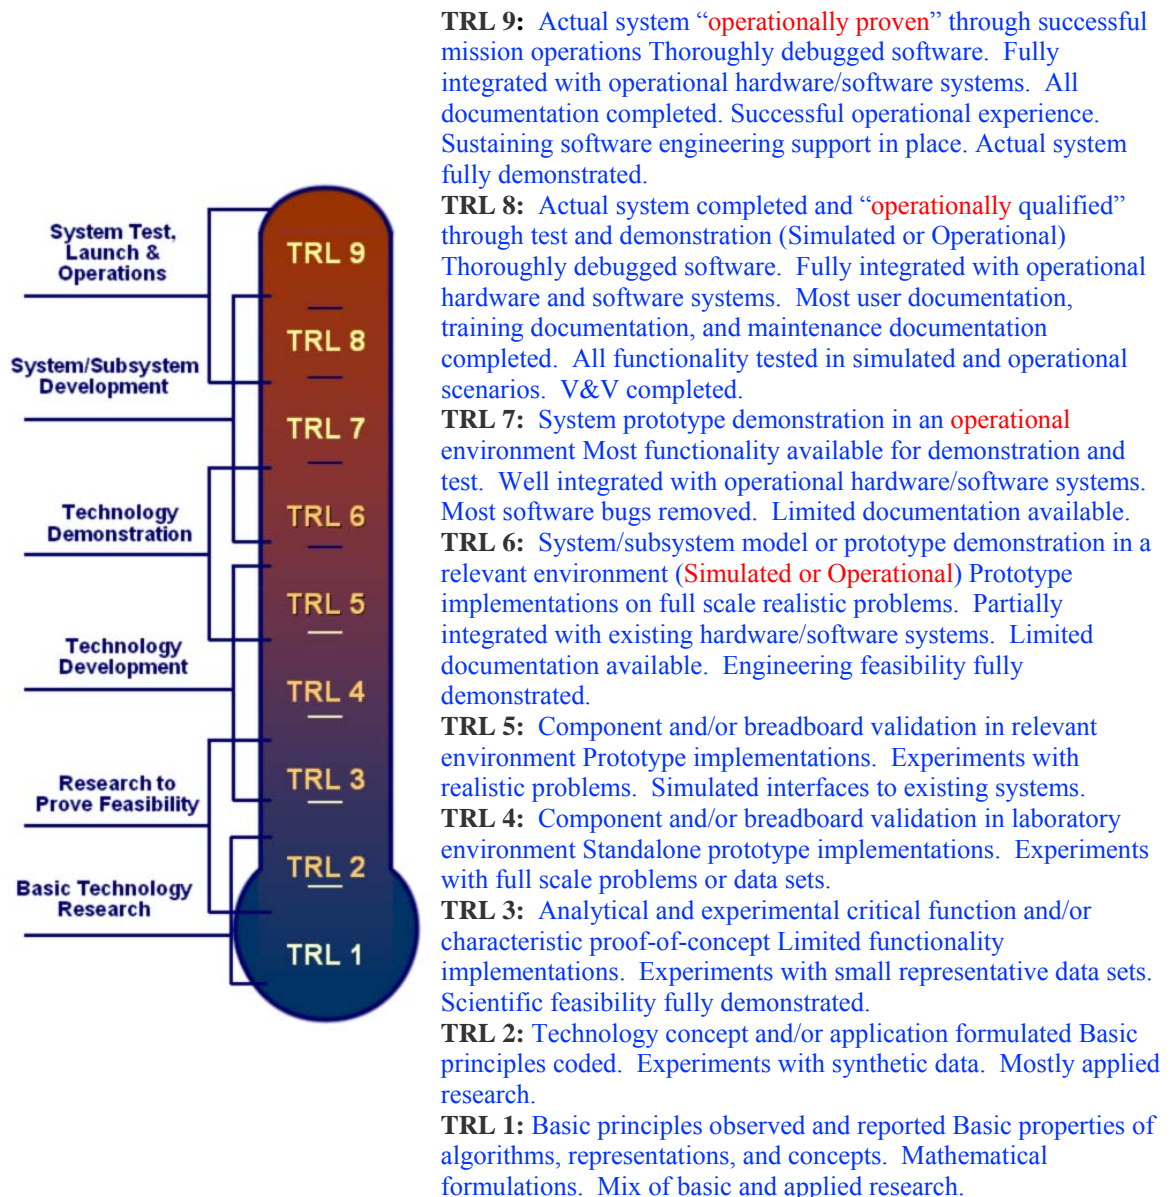 TRL 9: Actual system “operationally proven” through successful
mission operations Thoroughly debugged software. Fully
integrated with operational hardware/software systems. All
documentation completed. Successful operational experience.
Sustaining software engineering support in place. Actual system
fully demonstrated.
TRL 8: Actual system completed and “operationally qualified”
through test and demonstration (Simulated or Operational)
Thoroughly debugged software. Fully integrated with operational
hardware and software systems. Most user documentation,
training documentation, and maintenance documentation
completed. All functionality tested in simulated and operational
scenarios. V&V completed.
TRL 7: System prototype demonstration in an operational
environment Most functionality available for demonstration and
test. Well integrated with operational hardware/software systems.
Most software bugs removed. Limited documentation available.
TRL 6: System/subsystem model or prototype demonstration in a
relevant environment (Simulated or Operational) Prototype
implementations on full scale realistic problems. Partially
integrated with existing hardware/software systems. Limited
documentation available. Engineering feasibility fully
demonstrated.
TRL 5: Component and/or breadboard validation in relevant
environment Prototype implementations. Experiments with
realistic problems. Simulated interfaces to existing systems.
TRL 4: Component and/or breadboard validation in laboratory
environment Standalone prototype implementations. Experiments
with full scale problems or data sets.
TRL 3: Analytical and experimental critical function and/or
characteristic proof-of-concept Limited functionality
implementations. Experiments with small representative data sets.
Scientific feasibility fully demonstrated.
TRL 2: Technology concept and/or application formulated Basic
principles coded. Experiments with synthetic data. Mostly applied
research.
TRL 1: Basic principles observed and reported Basic properties of
algorithms, representations, and concepts. Mathematical
formulations. Mix of basic and applied research.
System Test,
Launch &
Operations
System/Subsystem
Development
Technology
Demonstration
Technology
Development
Research to
Prove Feasibility
Basic Technology
Research
TRL 9
TRL 8
TRL 7
TRL 6
TRL 5
TRL 4
TRL 3
TRL 2
TRL 1